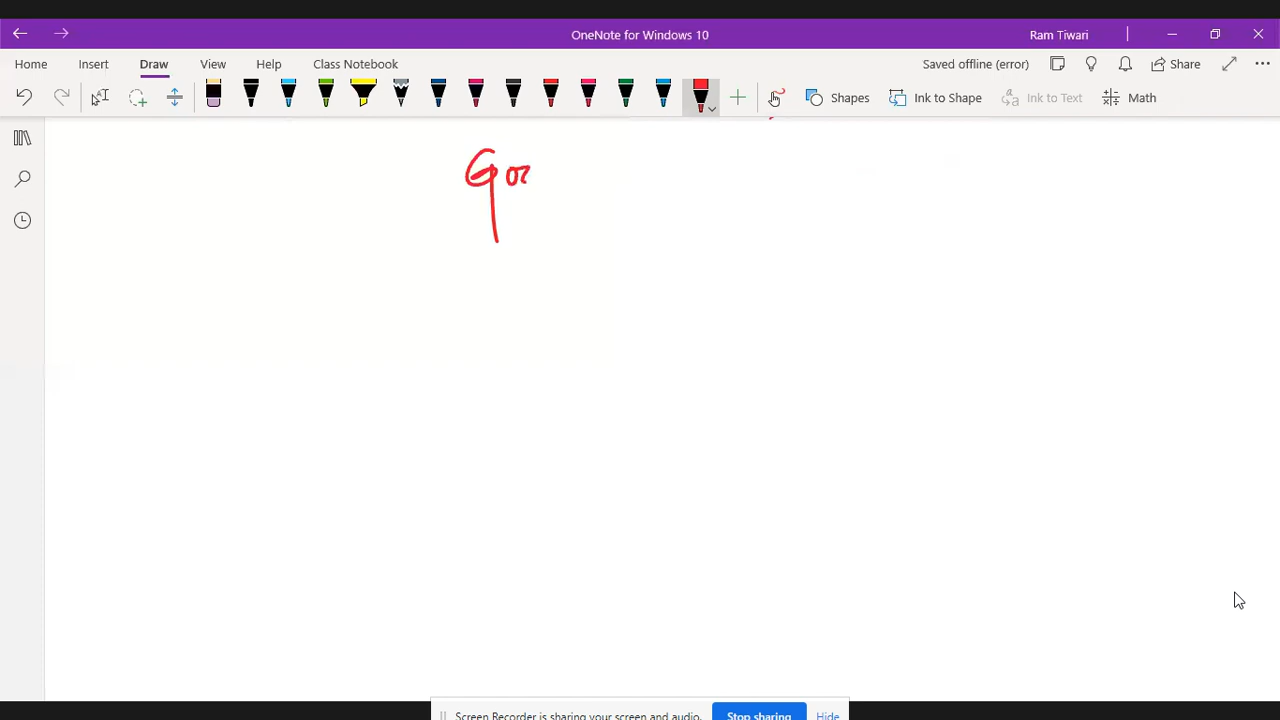 OneNote for Windows 10
Ram Tiwari
Home Insert Draw View Help Class Notebook
Saved offline (error)
Share
Shapes
Ink to Shape
Ink to Text
Math
Gor
Screen Recorder is sharing your screen and audio.
Stop sharing
Hide